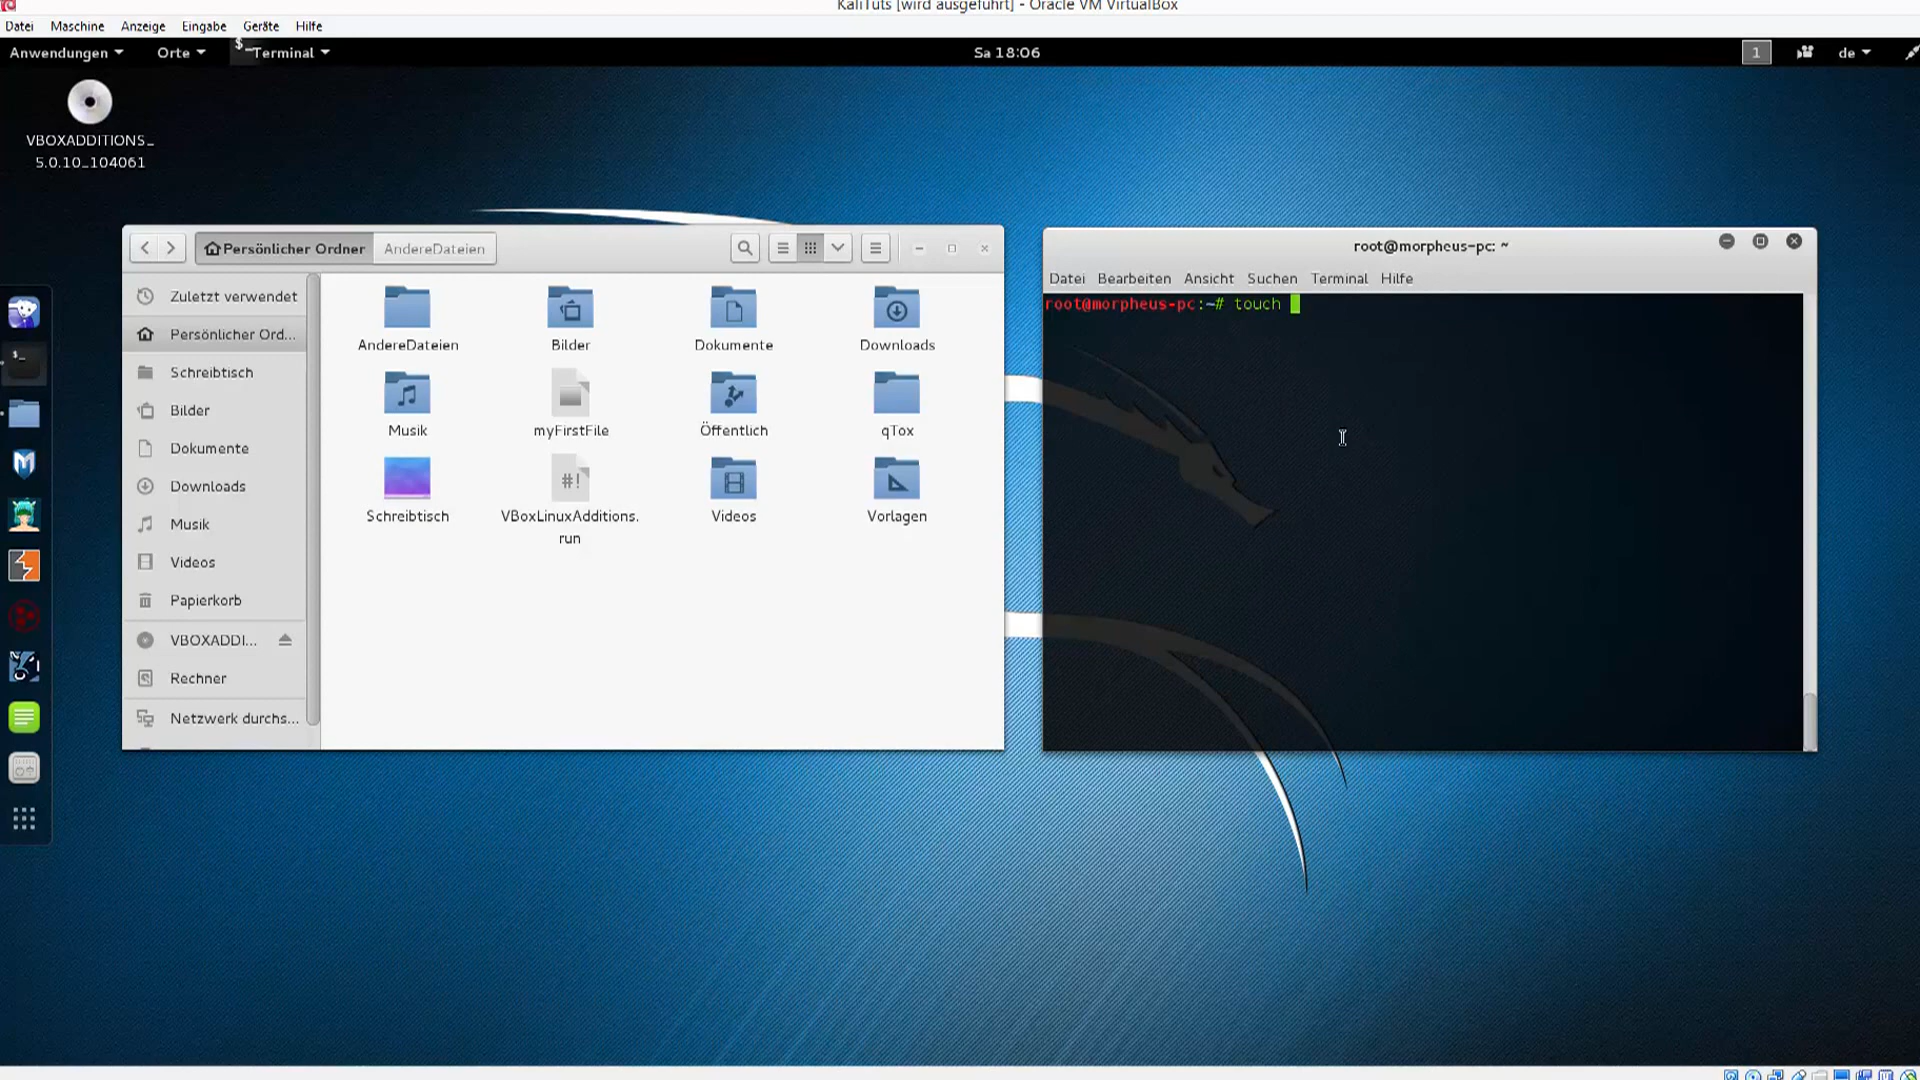 KaliTuts [wird ausgeführt] - Oracle VM VirtualBox
Datei Maschine Anzeige Eingabe Geräte Hilfe
Anwendungen Orte Terminal Sa 18:06 1 de
VBOXADDITIONS_
5.0.10_104061
Persönlicher Ordner AndereDateien
Zuletzt verwendet
Persönlicher Ord...
Schreibtisch
Bilder
Dokumente
Downloads
Musik
Videos
Papierkorb
VBOXADDI...
Rechner
Netzwerk durchs...
AndereDateien Bilder Dokumente Downloads
Musik myFirstFile Öffentlich qTox
Schreibtisch VBoxLinuxAdditions. Videos Vorlagen
run
root@morpheus-pc: ~
Datei Bearbeiten Ansicht Suchen Terminal Hilfe
root@morpheus-pc:~# touch